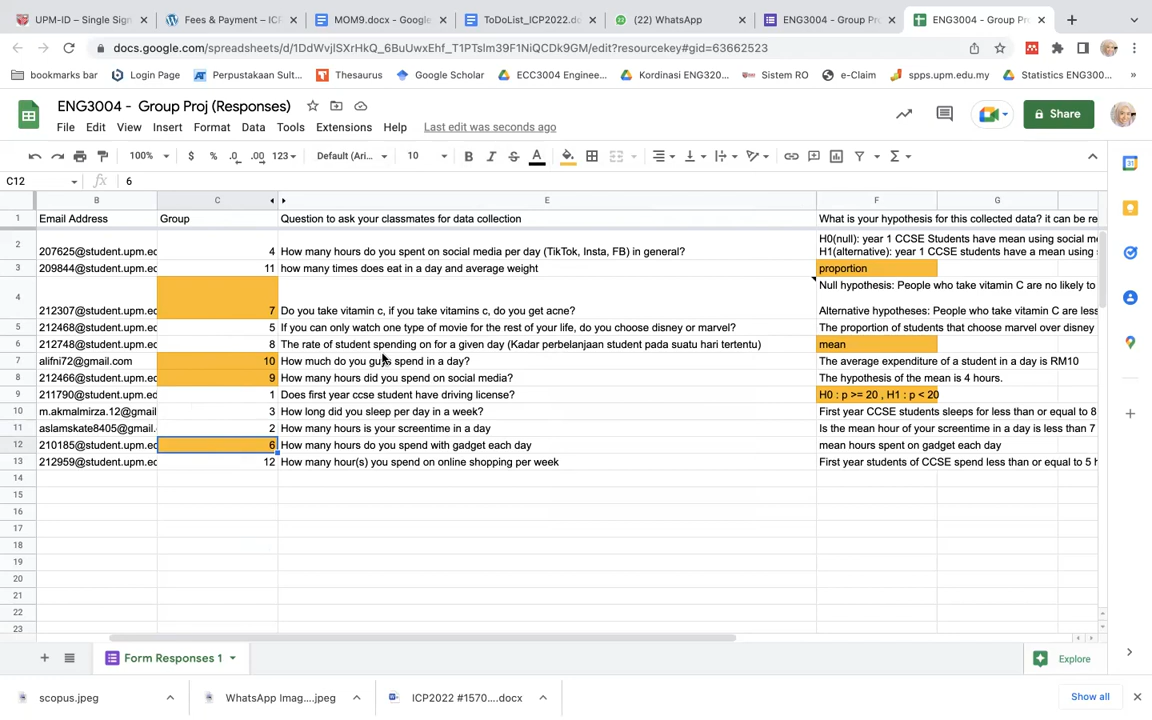 UPM-ID – Single Sign
Fees & Payment – ICF
MOM9.docx - Google
ToDoList_ICP2022.do
(22) WhatsApp
ENG3004 - Group Pro
ENG3004 - Group Pr
docs.google.com/spreadsheets/d/1DdWvjlSXrHkQ_6BuUwxEhf_T1PTslm39F1NiQCDk9GM/edit?resourcekey#gid=63662523
bookmarks bar
Login Page
Perpustakaan Sult...
Thesaurus
Google Scholar
ECC3004 Enginee...
Kordinasi ENG320...
Sistem RO
e-Claim
spps.upm.edu.my
Statistics ENG300...
»
ENG3004 - Group Proj (Responses)
File Edit View Insert Format Data Tools Extensions Help Last edit was seconds ago
Share
100% $ % .0 .00 123 Default (Ari... 10 B I S A
C12 fx 6
B C E F G
1 Email Address Group Question to ask your classmates for data collection What is your hypothesis for this collected data? it can be re
H0(null): year 1 CCSE Students have mean using social m
2 207625@student.upm.ed 4 How many hours do you spent on social media per day (TikTok, Insta, FB) in general? H1(alternative): year 1 CCSE students have a mean using
3 209844@student.upm.ed 11 how many times does eat in a day and average weight proportion
Null hypothesis: People who take vitamin C are no likely to
4 212307@student.upm.ed 7 Do you take vitamin c, if you take vitamins c, do you get acne? Alternative hypotheses: People who take vitamin C are less
5 212468@student.upm.ed 5 If you can only watch one type of movie for the rest of your life, do you choose disney or marvel? The proportion of students that choose marvel over disney
6 212748@student.upm.ed 8 The rate of student spending on for a given day (Kadar perbelanjaan student pada suatu hari tertentu) mean
7 alifni72@gmail.com 10 How much do you guys spend in a day? The average expenditure of a student in a day is RM10
8 212466@student.upm.ed 9 How many hours did you spend on social media? The hypothesis of the mean is 4 hours.
9 211790@student.upm.ed 1 Does first year ccse student have driving license? H0 : p >= 20 , H1 : p < 20
10 m.akmalmirza.12@gmail 3 How long did you sleep per day in a week? First year CCSE students sleeps for less than or equal to 8
11 aslamskate8405@gmail. 2 How many hours is your screentime in a day Is the mean hour of your screentime in a day is less than 7
12 210185@student.upm.ed 6 How many hours do you spend with gadget each day mean hours spent on gadget each day
13 212959@student.upm.ed 12 How many hour(s) you spend on online shopping per week First year students of CCSE spend less than or equal to 5 h
14
15
16
17
18
19
20
21
22
23
Form Responses 1
Explore
scopus.jpeg
WhatsApp Imag....jpeg
ICP2022 #1570....docx
Show all